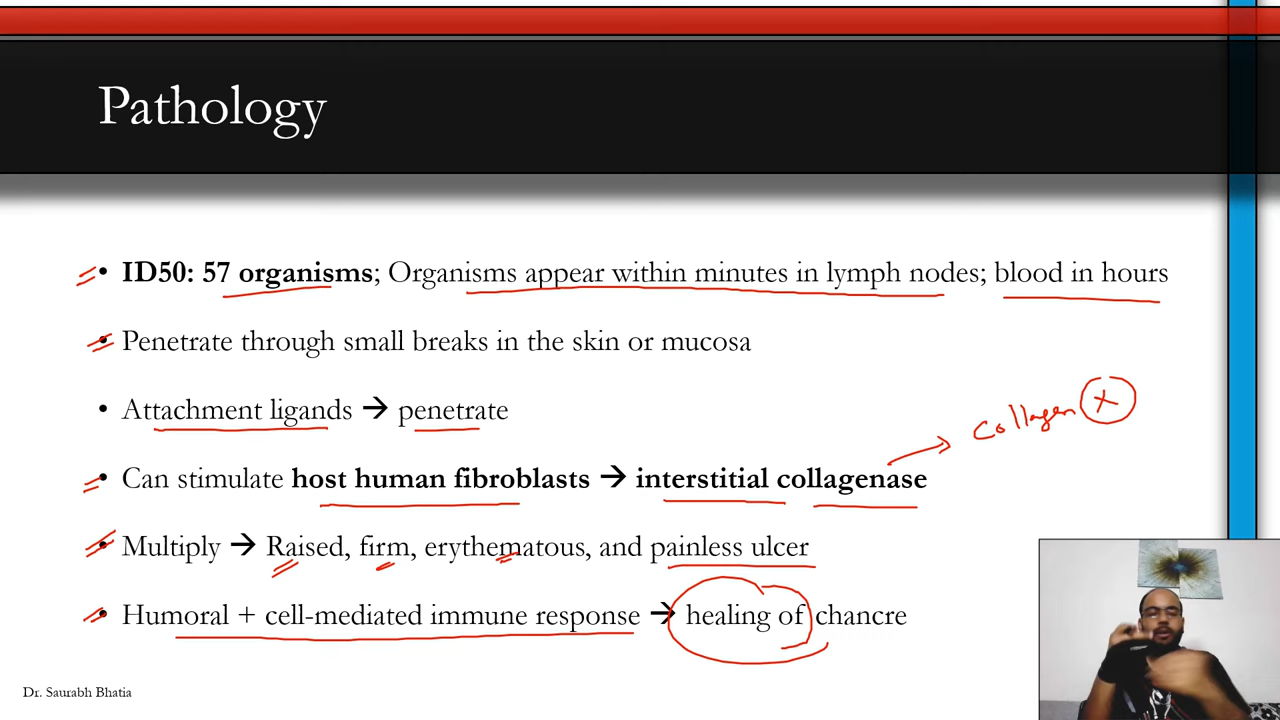 Pathology
• ID50: 57 organisms; Organisms appear within minutes in lymph nodes; blood in hours
• Penetrate through small breaks in the skin or mucosa
• Attachment ligands → penetrate
Collagen X
• Can stimulate host human fibroblasts → interstitial collagenase
• Multiply → Raised, firm, erythematous, and painless ulcer
• Humoral + cell-mediated immune response → healing of chancre
Dr. Saurabh Bhatia